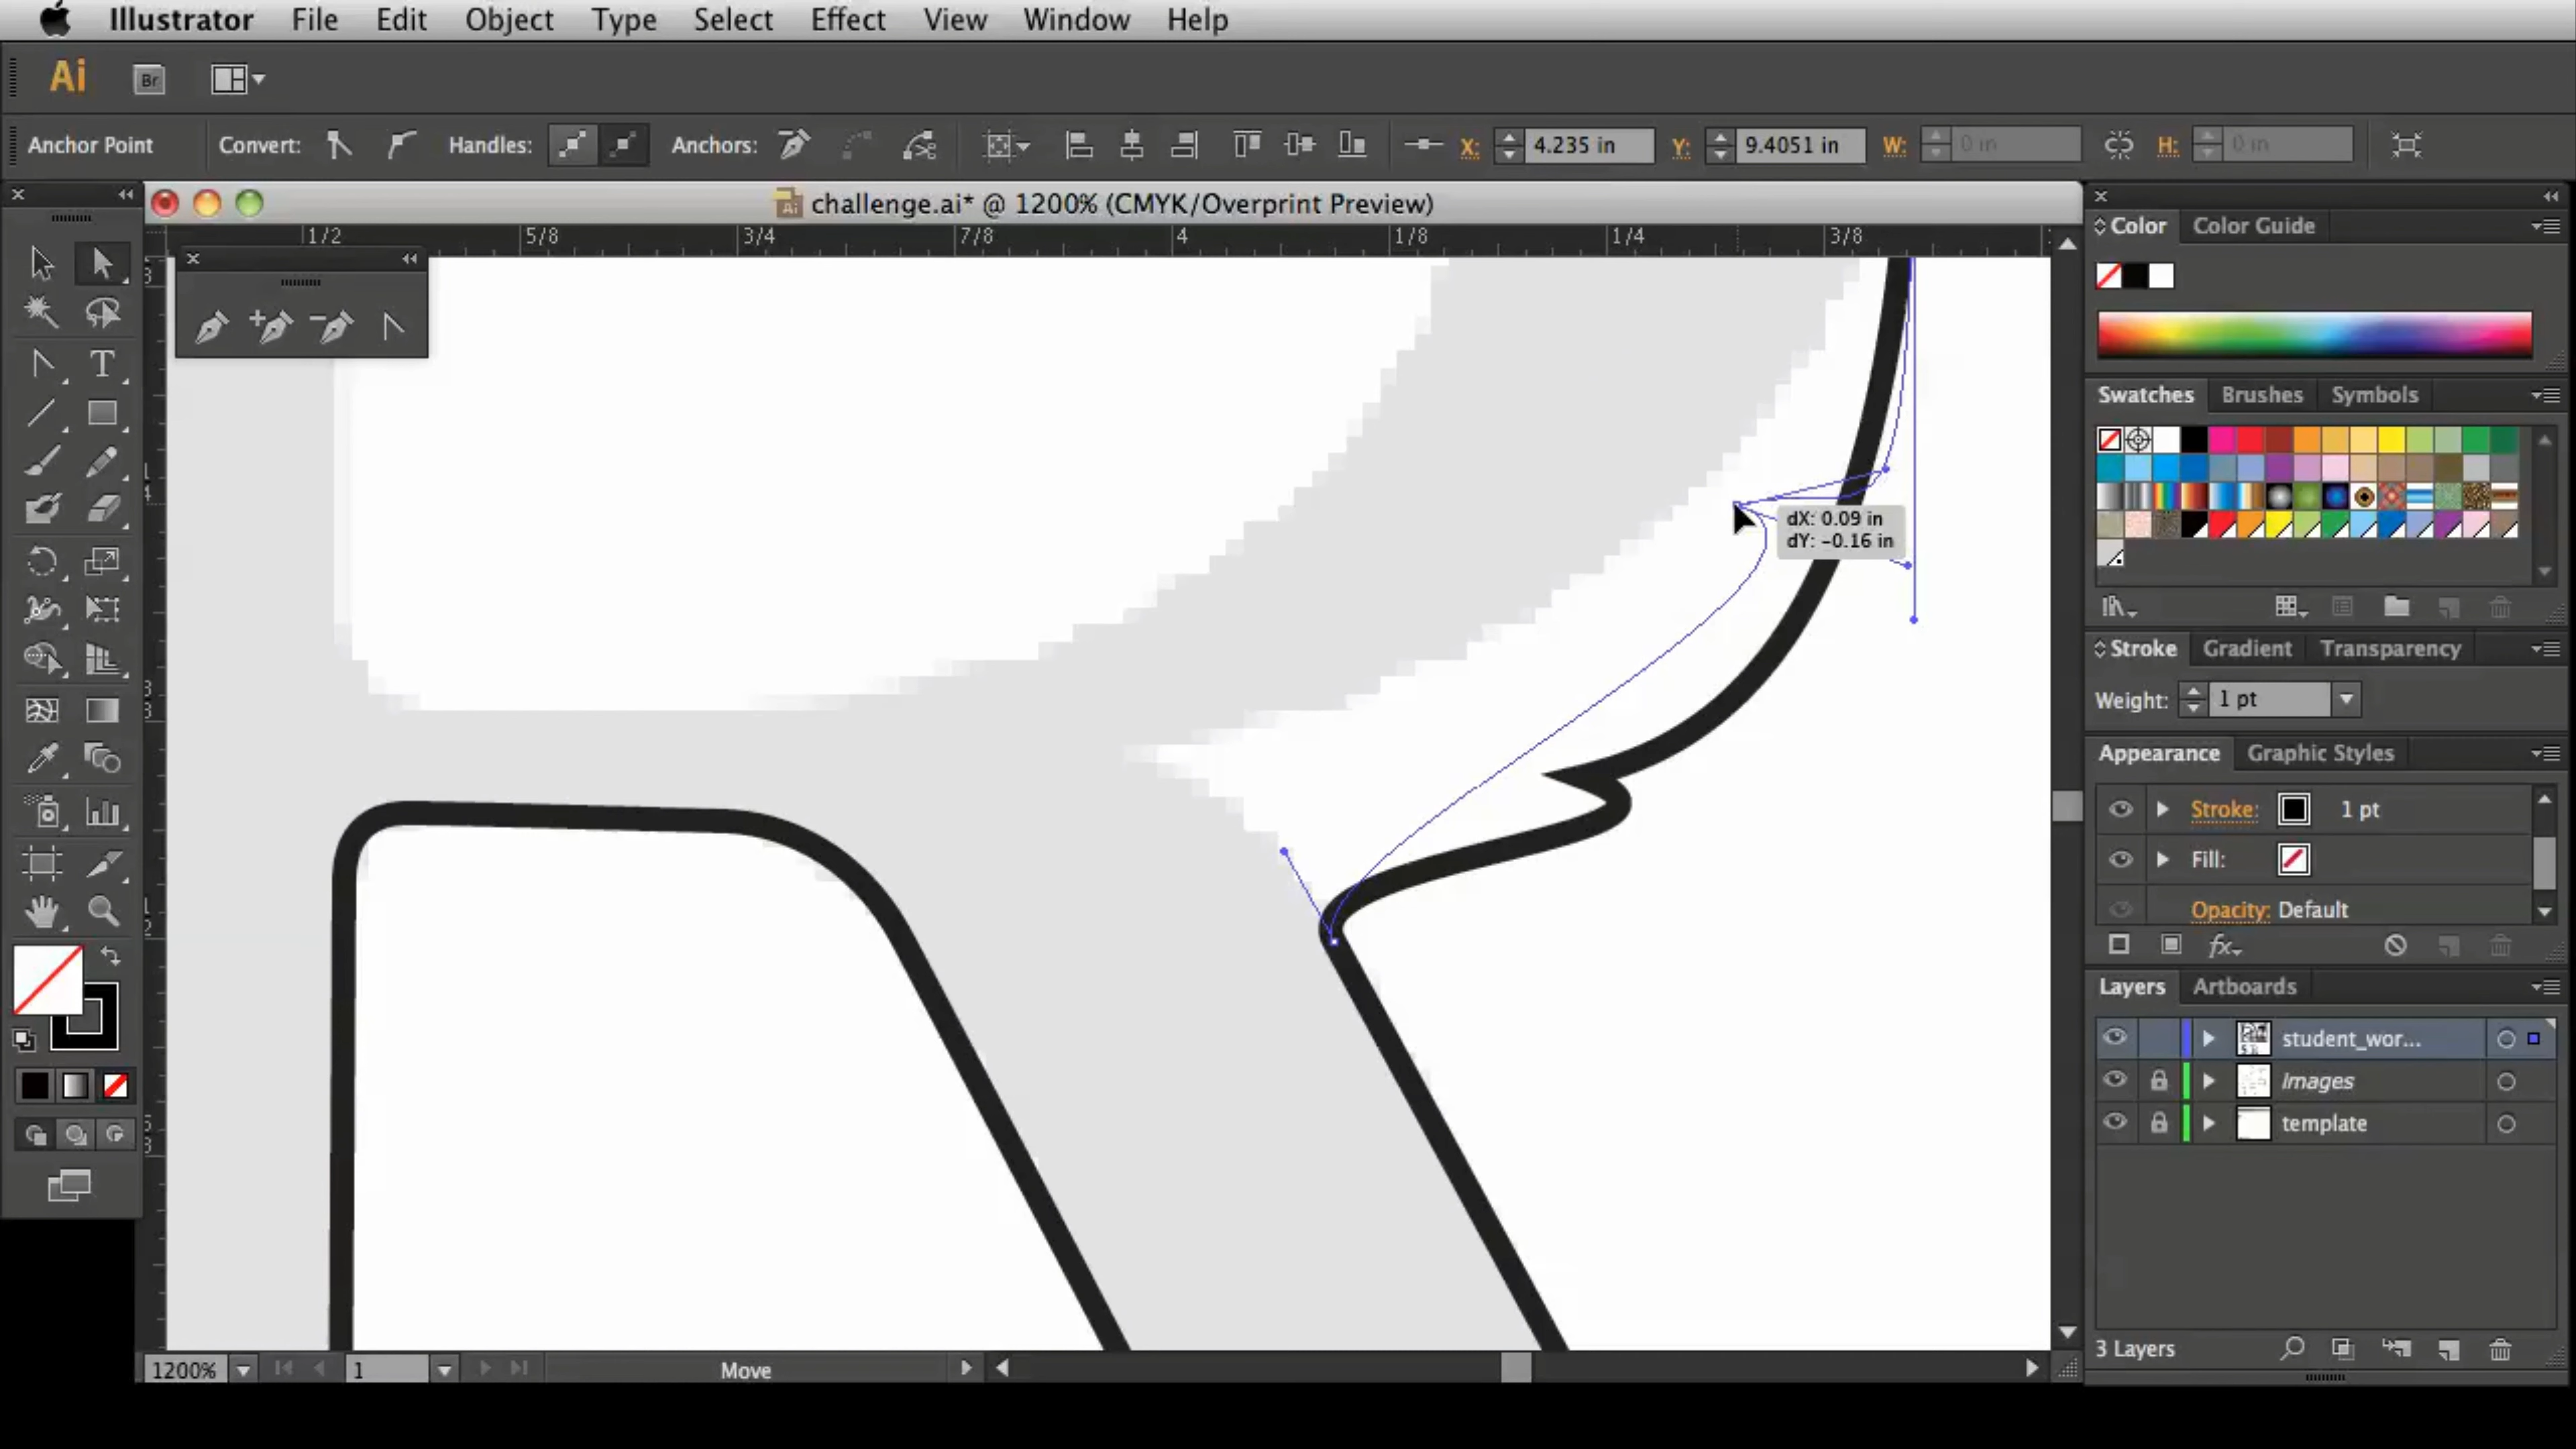 Illustrator File Edit Object Type Select Effect View Window Help
Ai Br
Anchor Point Convert: Handles: Anchors: X: 4.235 in Y: 9.4051 in W: 0 in H: 0 in
challenge.ai* @ 1200% (CMYK/Overprint Preview)
1/2 5/8 3/4 7/8 4 1/8 1/4 3/8
Color Color Guide
Swatches Brushes Symbols
dX: 0.09 in
dY: -0.16 in
Stroke Gradient Transparency
Weight: 1 pt
Appearance Graphic Styles
Stroke: 1 pt
Fill:
Opacity: Default
fx
Layers Artboards
student_wor...
Images
template
3 Layers
1200% 1 Move